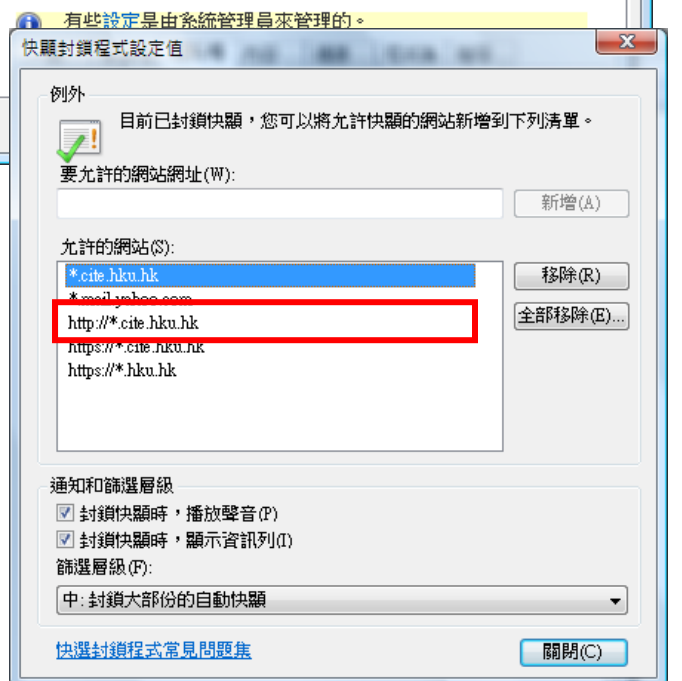 有些設定是由系統管理員來管理的。
快顯封鎖程式設定值
例外
目前已封鎖快顯，您可以將允許快顯的網站新增到下列清單。
要允許的網站網址(W):
新增(A)
允許的網站(S):
*.cite.hku.hk
移除(R)
*.mail.yahoo.com
http://*.cite.hku.hk
全部移除(E)...
https://*.cite.hku.hk
https://*.hku.hk
通知和篩選層級
封鎖快顯時，播放聲音(P)
封鎖快顯時，顯示資訊列(I)
篩選層級(F):
中: 封鎖大部份的自動快顯
快選封鎖程式常見問題集
關閉(C)